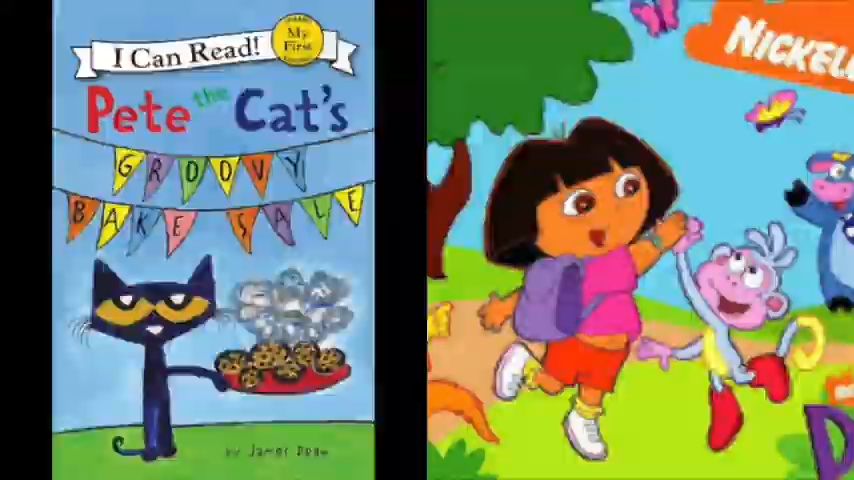 I Can Read!
My
First
Pete the Cat's
GROOVY
BAKE SALE
by James Dean
NICKEL
D